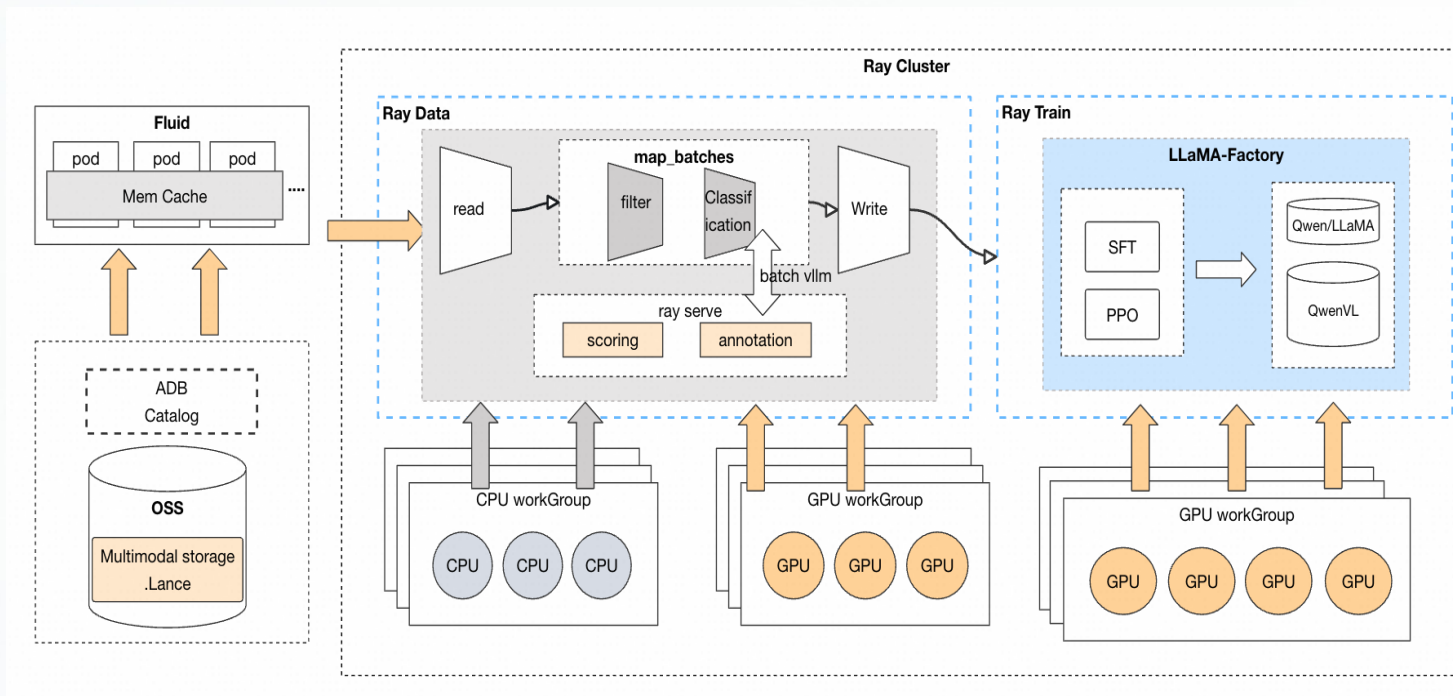 Ray Cluster
Fluid
pod
pod
pod
Mem Cache
....
ADB
Catalog
OSS
Multimodal storage
.Lance
Ray Data
read
map_batches
filter
Classif
ication
Write
batch vllm
ray serve
scoring
annotation
Ray Train
LLaMA-Factory
SFT
PPO
Qwen/LLaMA
QwenVL
CPU workGroup
CPU
CPU
CPU
GPU workGroup
GPU
GPU
GPU
GPU workGroup
GPU
GPU
GPU
GPU